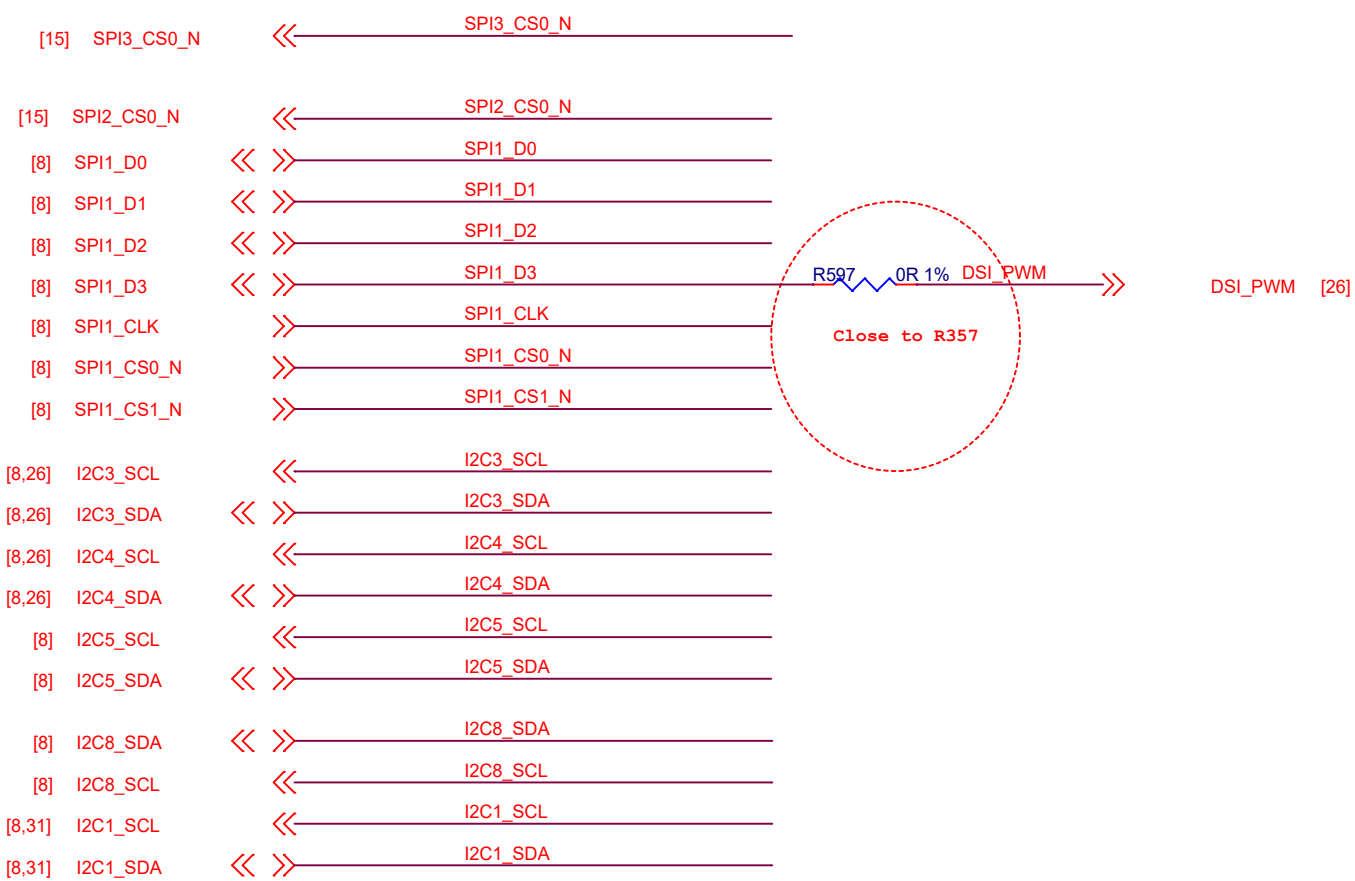 [15] SPI3_CS0_N SPI3_CS0_N
[15] SPI2_CS0_N SPI2_CS0_N
[8] SPI1_D0 SPI1_D0
[8] SPI1_D1 SPI1_D1
[8] SPI1_D2 SPI1_D2
[8] SPI1_D3 SPI1_D3 R597 0R 1% DSI_PWM DSI_PWM [26]
[8] SPI1_CLK SPI1_CLK
Close to R357
[8] SPI1_CS0_N SPI1_CS0_N
[8] SPI1_CS1_N SPI1_CS1_N
[8,26] I2C3_SCL I2C3_SCL
[8,26] I2C3_SDA I2C3_SDA
[8,26] I2C4_SCL I2C4_SCL
[8,26] I2C4_SDA I2C4_SDA
[8] I2C5_SCL I2C5_SCL
[8] I2C5_SDA I2C5_SDA
[8] I2C8_SDA I2C8_SDA
[8] I2C8_SCL I2C8_SCL
[8,31] I2C1_SCL I2C1_SCL
[8,31] I2C1_SDA I2C1_SDA